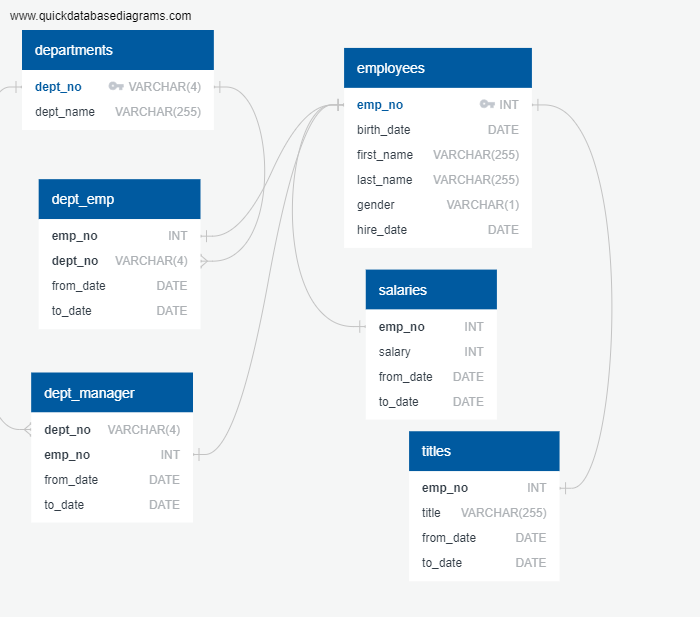 www.quickdatabasediagrams.com
departments
dept_no VARCHAR(4)
dept_name VARCHAR(255)
employees
emp_no INT
birth_date DATE
first_name VARCHAR(255)
last_name VARCHAR(255)
gender VARCHAR(1)
hire_date DATE
dept_emp
emp_no INT
dept_no VARCHAR(4)
from_date DATE
to_date DATE
salaries
emp_no INT
salary INT
from_date DATE
to_date DATE
dept_manager
dept_no VARCHAR(4)
emp_no INT
from_date DATE
to_date DATE
titles
emp_no INT
title VARCHAR(255)
from_date DATE
to_date DATE